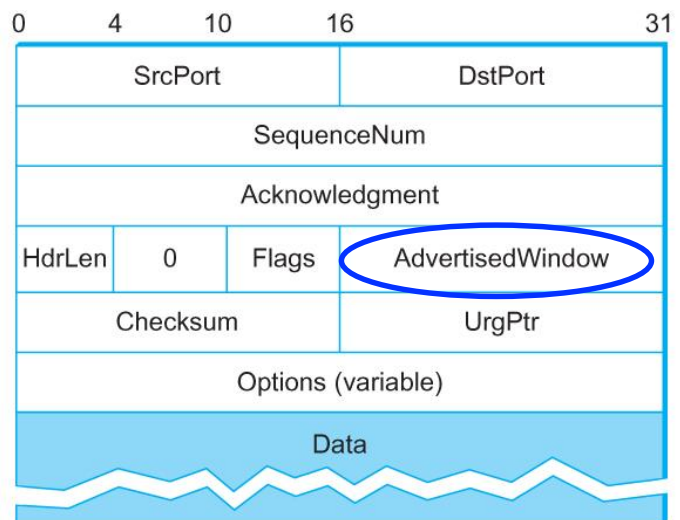 0 4 10 16 31
SrcPort DstPort
SequenceNum
Acknowledgment
HdrLen 0 Flags AdvertisedWindow
Checksum UrgPtr
Options (variable)
Data